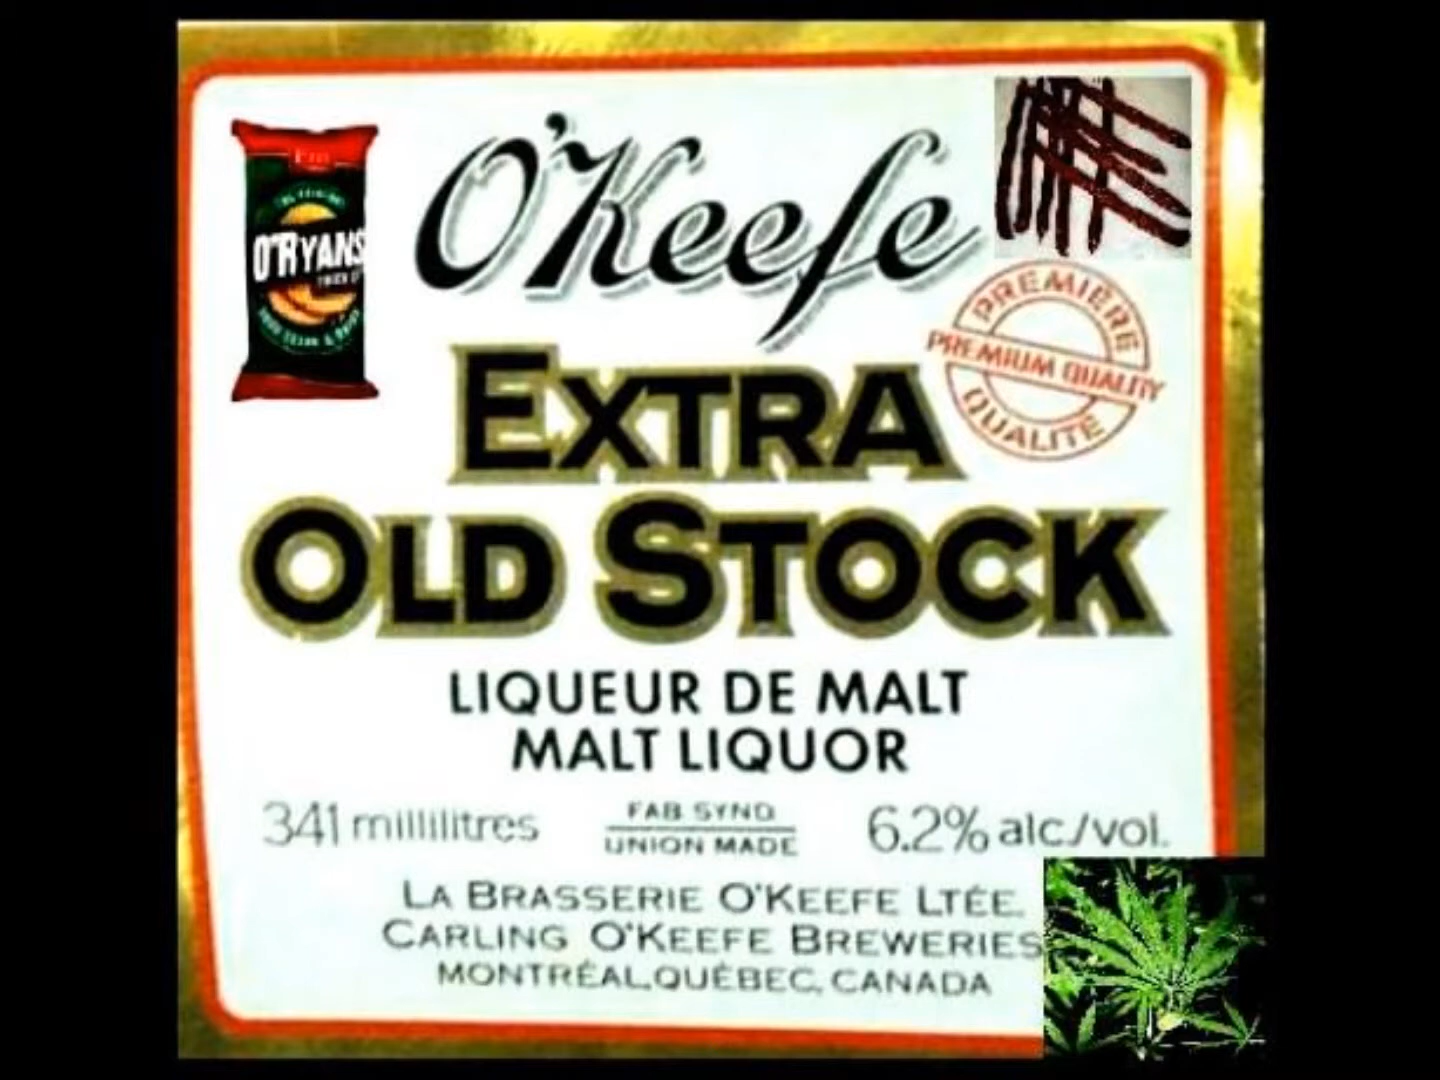 O'Keefe
O'RYANS
PREMIÈRE
PREMIUM QUALITY
QUALITÉ
EXTRA
OLD STOCK
LIQUEUR DE MALT
MALT LIQUOR
341 millilitres
FAB SYND
UNION MADE
6.2% alc./vol.
LA BRASSERIE O'KEEFE LTÉE.
CARLING O'KEEFE BREWERIES
MONTRÉAL, QUÉBEC, CANADA